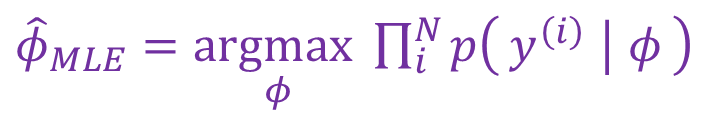 ϕ̂_MLE = argmax_ϕ ∏_i^N p( y^(i) | ϕ )